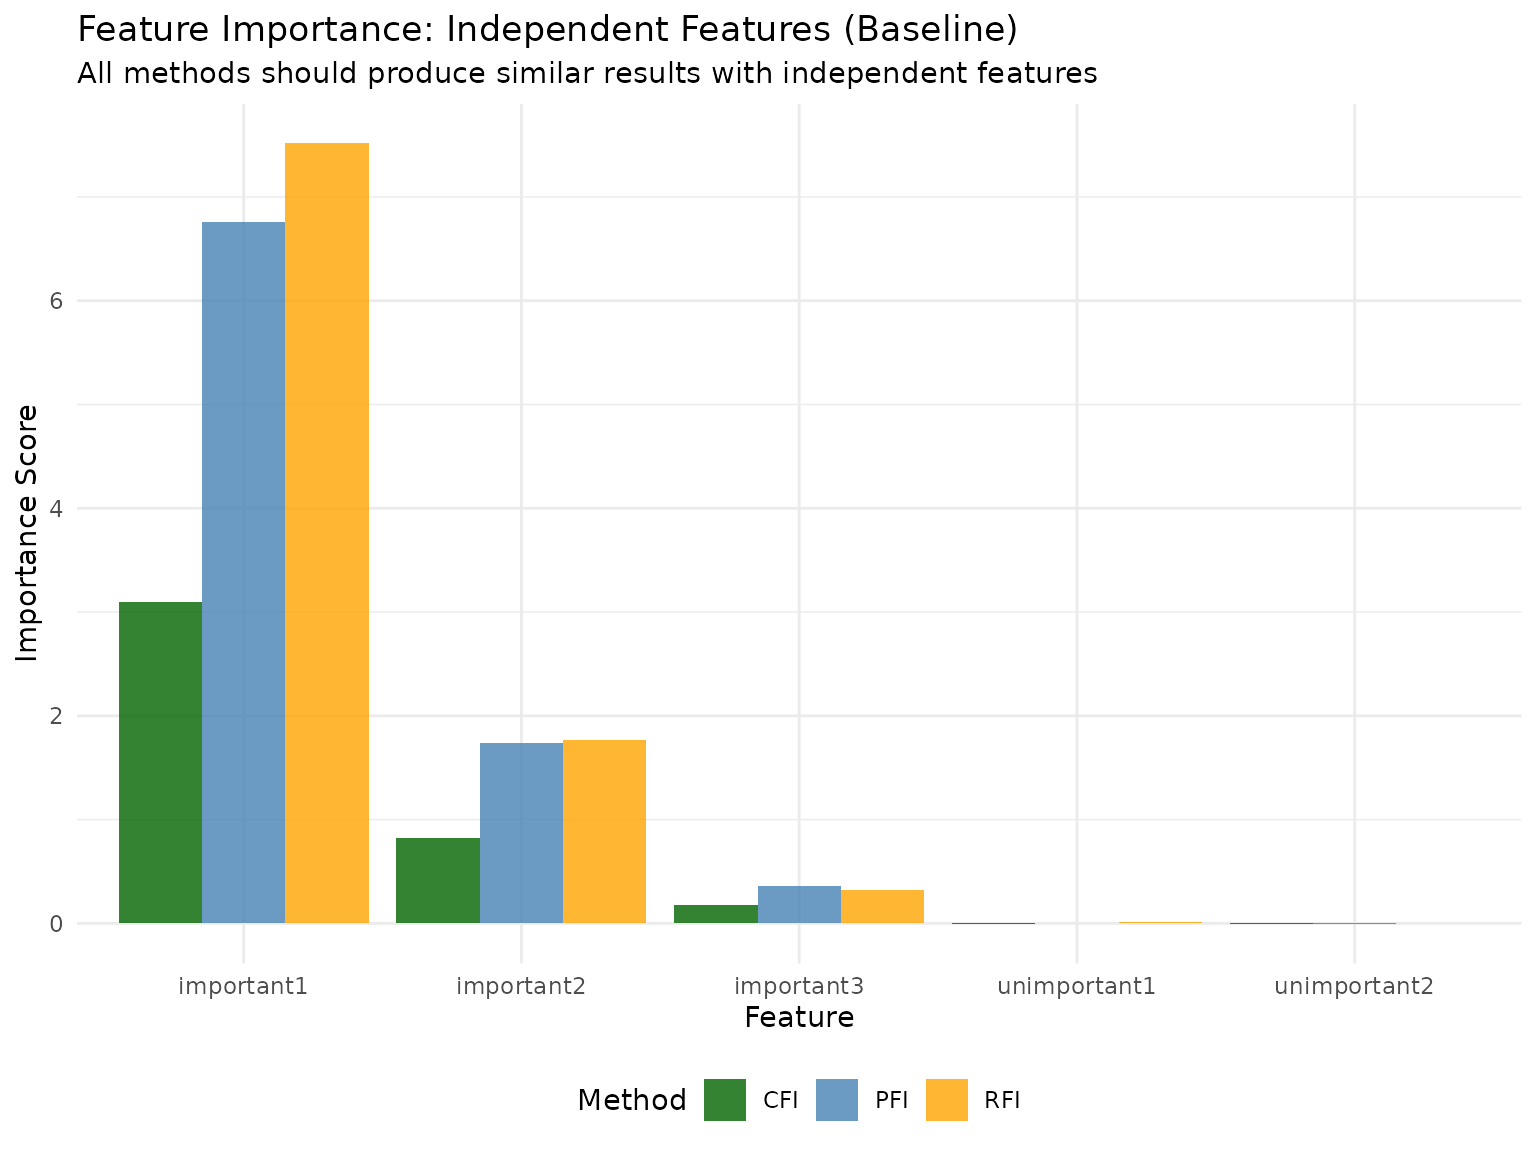 Feature Importance: Independent Features (Baseline)
All methods should produce similar results with independent features
Importance Score
6
4
2
0
important1 important2 important3 unimportant1 unimportant2
Feature
Method CFI PFI RFI